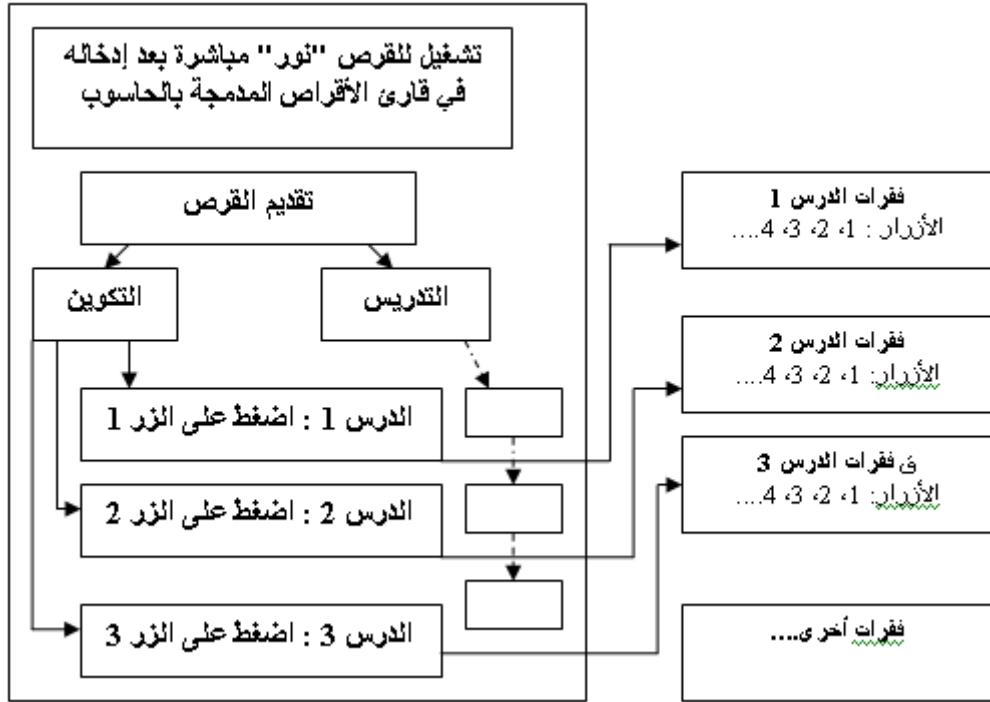 تشغيل للقرص "نور" مباشرة بعد إدخاله
في قارئ الأقراص المدمجة بالحاسوب
تقديم القرص
التدريس
التكوين
الدرس 1 : اضغط على الزر 1
الدرس 2 : اضغط على الزر 2
الدرس 3 : اضغط على الزر 3
فقرات الدرس 1
الأزرار : 1، 2، 3، 4....
فقرات الدرس 2
الأزرار: 1، 2، 3، 4....
ق فقرات الدرس 3
الأزرار: 1، 2، 3، 4....
فقرات أخرى....